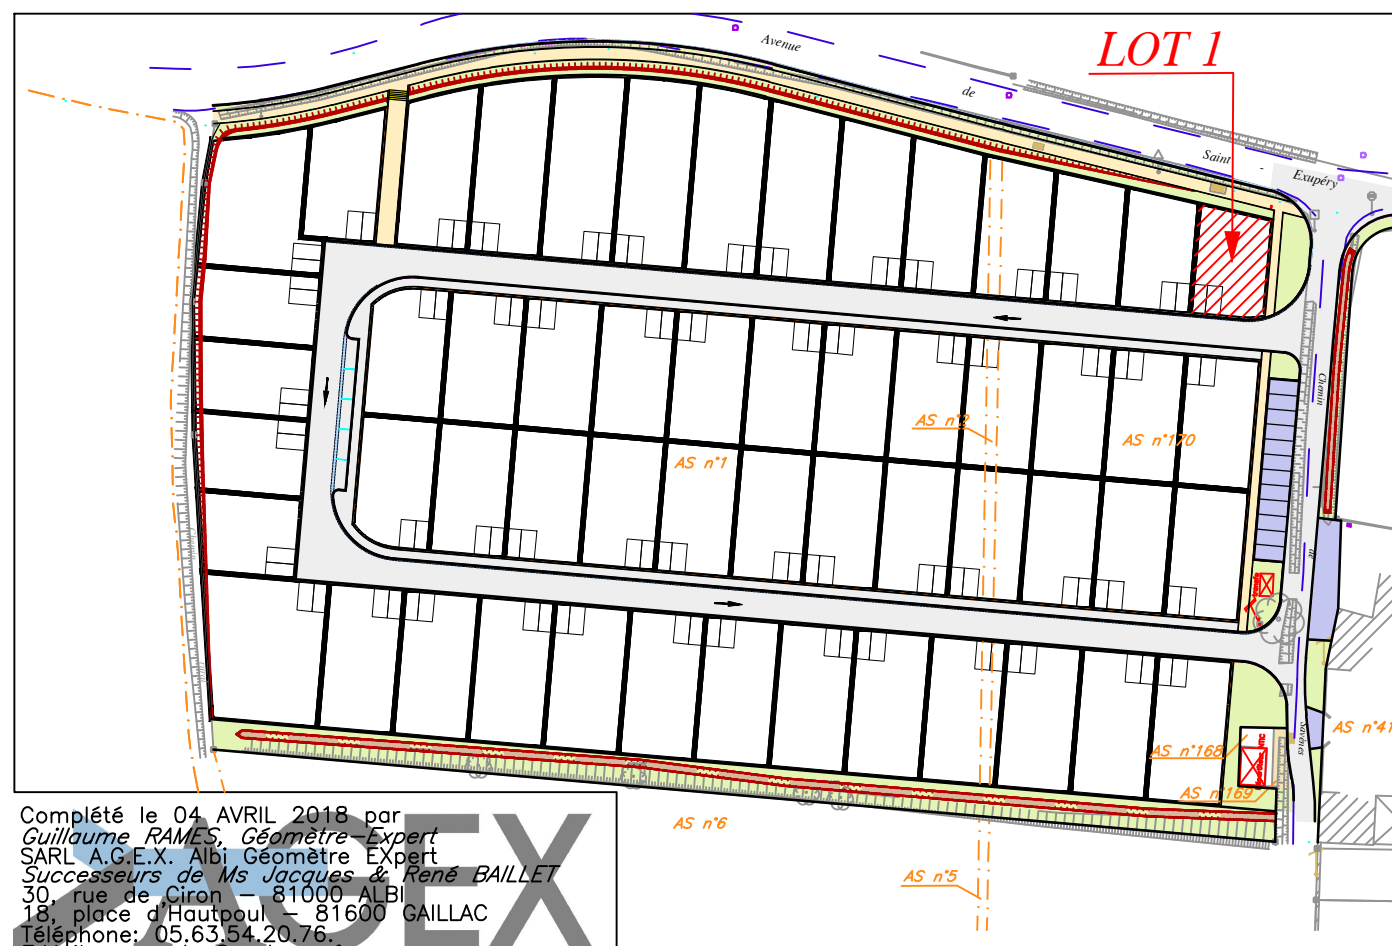 LOT 1
Avenue
de
Saint
-
Exupéry
Chemin
AS n°2
AS n°170
AS n°1
de
Savenes
AS n°41
AS n°168
AS n°169
AS n°6
AS n°5
Complété le 04 AVRIL 2018 par
Guillaume RAMES, Géomètre-Expert
SARL A.G.E.X. Albi Géomètre EXpert
Successeurs de Ms Jacques & René BAILLET
30, rue de Ciron - 81000 ALBI
18, place d'Hautpoul - 81600 GAILLAC
Téléphone: 05.63.54.20.76.
AGEX